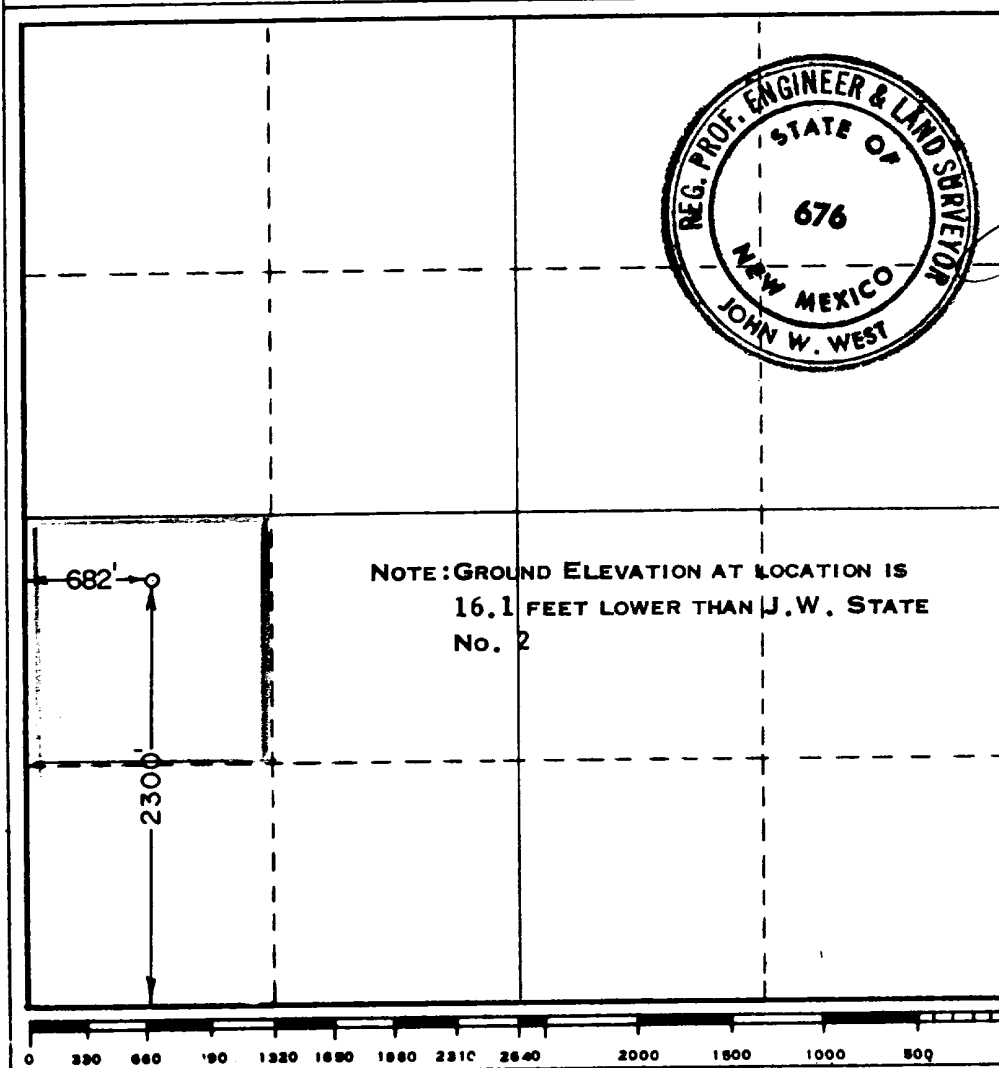 REG. PROF. ENGINEER & LAND SURVEYOR
STATE OF
676
NEW MEXICO
JOHN W. WEST
682'
NOTE: GROUND ELEVATION AT LOCATION IS
16.1 FEET LOWER THAN J.W. STATE
No. 2
230'
0 330 660 1320 1650 1980 2310 2640 2000 1500 1000 500